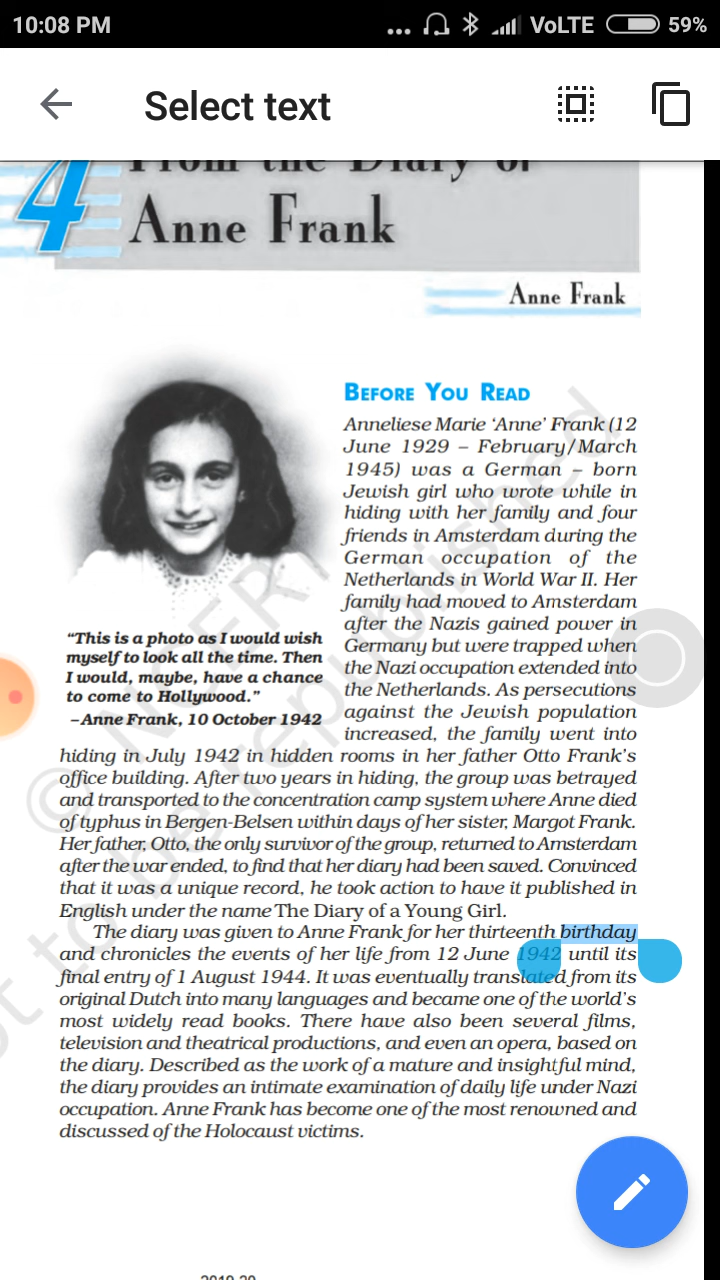 10:08 PM
... VoLTE 59%
Select text
4 From the Diary of
Anne Frank
Anne Frank
BEFORE YOU READ
Anneliese Marie ‘Anne’ Frank (12
June 1929 – February/March
1945) was a German – born
Jewish girl who wrote while in
hiding with her family and four
friends in Amsterdam during the
German occupation of the
Netherlands in World War II. Her
family had moved to Amsterdam
after the Nazis gained power in
Germany but were trapped when
the Nazi occupation extended into
the Netherlands. As persecutions
against the Jewish population
increased, the family went into
“This is a photo as I would wish
myself to look all the time. Then
I would, maybe, have a chance
to come to Hollywood.”
–Anne Frank, 10 October 1942
hiding in July 1942 in hidden rooms in her father Otto Frank’s
office building. After two years in hiding, the group was betrayed
and transported to the concentration camp system where Anne died
of typhus in Bergen-Belsen within days of her sister, Margot Frank.
Her father, Otto, the only survivor of the group, returned to Amsterdam
after the war ended, to find that her diary had been saved. Convinced
that it was a unique record, he took action to have it published in
English under the name The Diary of a Young Girl.
The diary was given to Anne Frank for her thirteenth birthday
and chronicles the events of her life from 12 June 1942 until its
final entry of 1 August 1944. It was eventually translated from its
original Dutch into many languages and became one of the world’s
most widely read books. There have also been several films,
television and theatrical productions, and even an opera, based on
the diary. Described as the work of a mature and insightful mind,
the diary provides an intimate examination of daily life under Nazi
occupation. Anne Frank has become one of the most renowned and
discussed of the Holocaust victims.
© NCERT
not to be republished